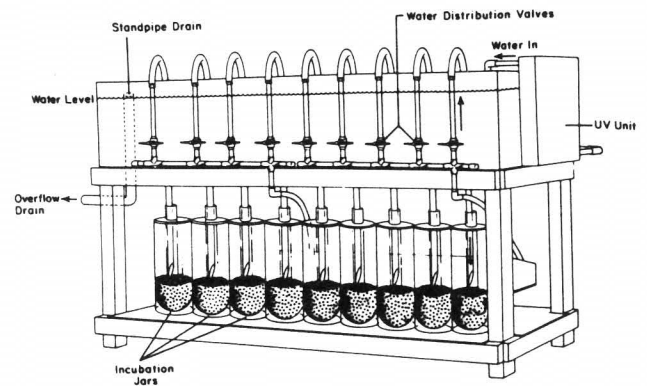 Standpipe Drain
Water Distribution Valves
Water In
Water Level
UV Unit
Overflow
Drain
Incubation
Jars